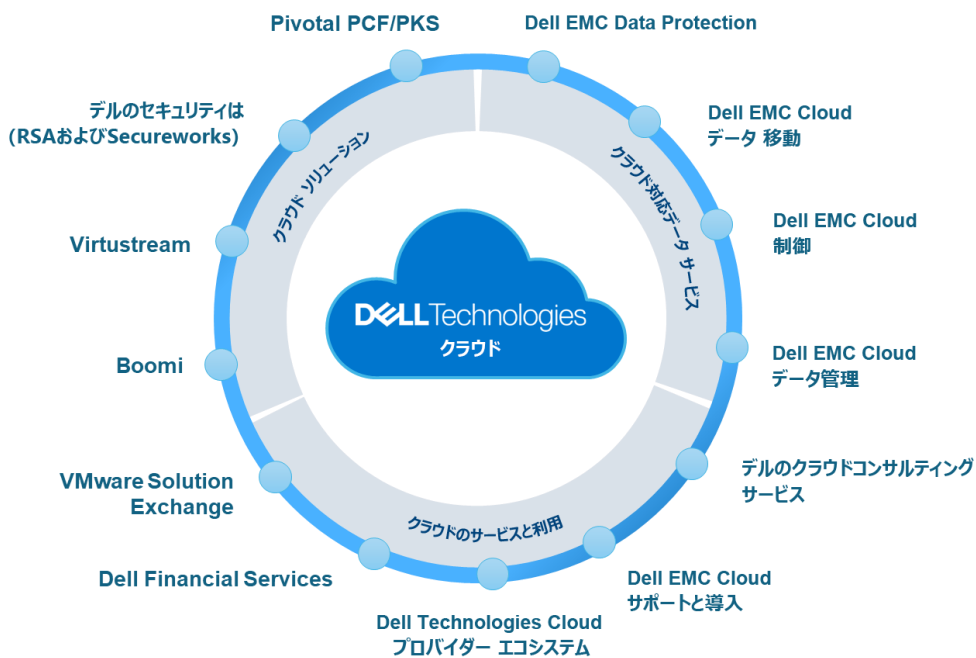 Pivotal PCF/PKS
Dell EMC Data Protection
デルのセキュリティは
(RSAおよびSecureworks)
Dell EMC Cloud
データ 移動
クラウド ソリューション
クラウド対応データ サービス
Virtustream
Dell EMC Cloud
制御
DELLTechnologies
クラウド
Boomi
Dell EMC Cloud
データ管理
VMware Solution
Exchange
デルのクラウドコンサルティング
サービス
クラウドのサービスと利用
Dell Financial Services
Dell EMC Cloud
サポートと導入
Dell Technologies Cloud
プロバイダー エコシステム